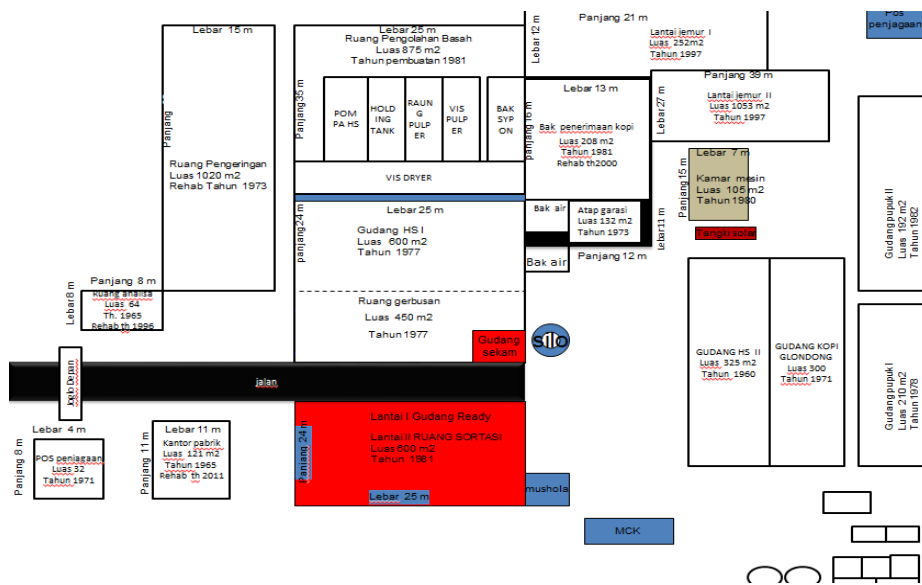 Lebar 15 m
Panjang
Ruang Pengeringan
Luas 1020 m2
Rehab Tahun 1973
Lebar 25 m
Ruang Pengolahan Basah
Luas 875 m2
Tahun pembuatan 1981
Panjang35 m
POM
PA HS
HOLD
ING
TANK
RAUN
G
PULP
ER
VIS
PULP
ER
BAK
SYP
ON
VIS DRYER
Lebar 12 m
Panjang 21 m
Lantai jemur I
Luas 252m2
Tahun 1997
Pos
penjagaan
Lebar 13 m
panjang 16 m
Bak penerimaan kopi
Luas 208 m2
Tahun 1981
Rehab th2000
Panjang 39 m
Lebar 27 m
Lantai jemur II
Luas 1053 m2
Tahun 1997
Lebar 7 m
Panjang 15 m
Kamar mesin
Luas 105 m2
Tahun 1980
Tangki solar
Gudang pupuk II
Luas 192 m2
Tahun 1982
Lebar 25 m
panjang 24 m
Gudang HS I
Luas 600 m2
Tahun 1977
Bak air
Atap garasi
Luas 132 m2
Tahun 1973
Lebar 11 m
Bak air
Panjang 12 m
Panjang 8 m
Lebar 8 m
Ruang analisa
Luas 64
Th. 1965
Rehab th 1996
Ruang gerbusan
Luas 450 m2
Tahun 1977
Gudang
sekam
SILO
GUDANG HS II
Luas 325 m2
Tahun 1960
GUDANG KOPI
GLONDONG
Luas 300
Tahun 1971
Gudang pupuk I
Luas 210 m2
Tahun 1978
Joglo Depan
jalan
Lebar 4 m
Panjang 8 m
POS penjagaan
Luas 32
Tahun 1971
Lebar 11 m
Panjang 11 m
Kantor pabrik
Luas 121 m2
Tahun 1965
Rehab th 2011
Lantai I Gudang Ready
Lantai II RUANG SORTASI
Luas 600 m2
Tahun 1981
Panjang 24 m
Lebar 25 m
mushola
MCK